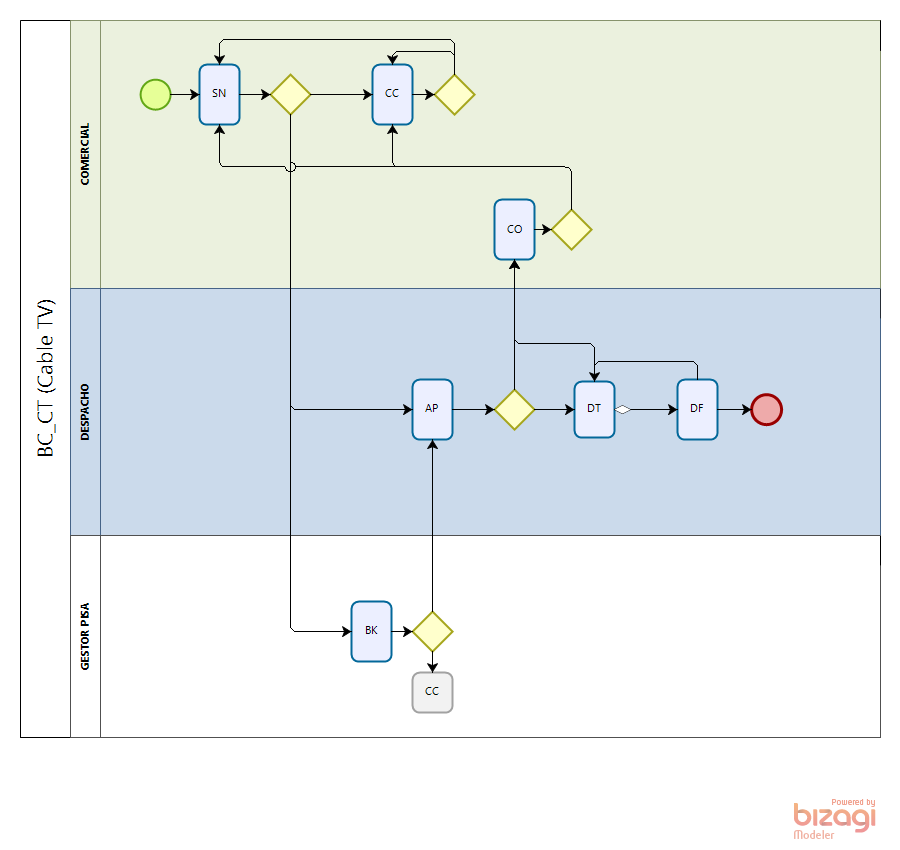 BC_CT (Cable TV)
COMERCIAL
SN
CC
CO
DESPACHO
AP
DT
DF
GESTOR PISA
BK
CC
Powered by
bizagi
Modeler